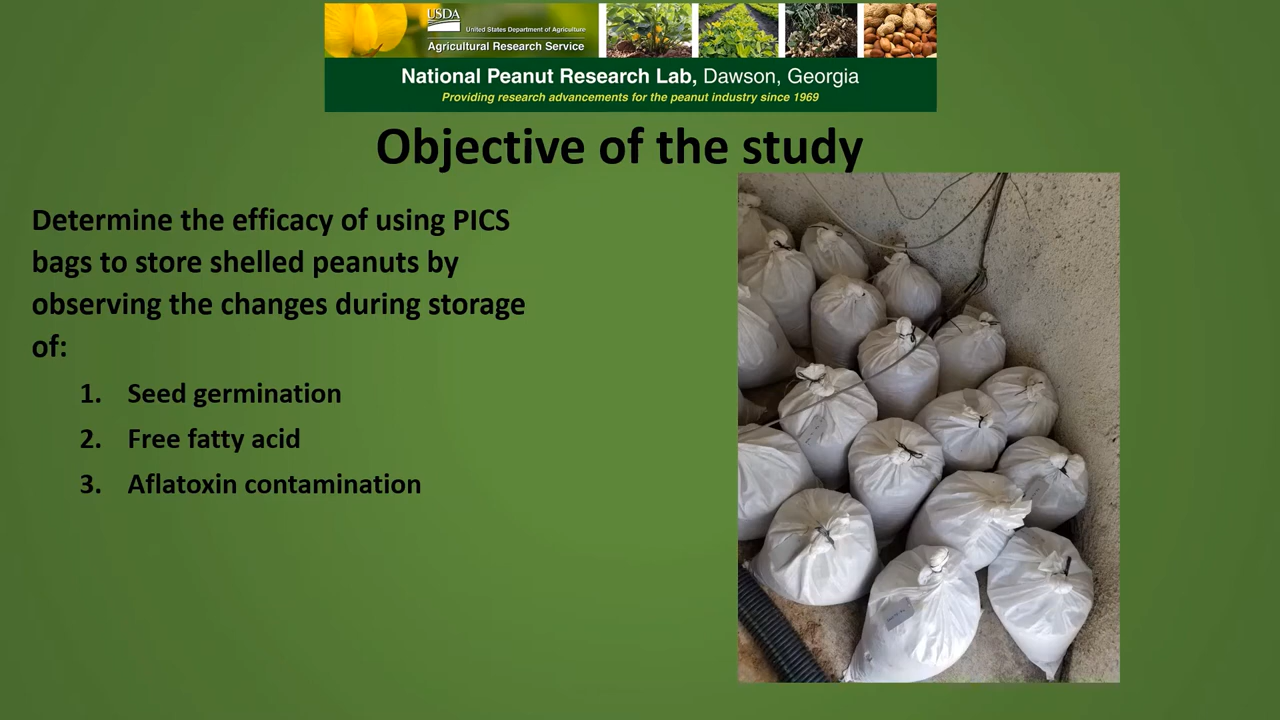 USDA
United States Department of Agriculture
Agricultural Research Service
National Peanut Research Lab, Dawson, Georgia
Providing research advancements for the peanut industry since 1969
Objective of the study
Determine the efficacy of using PICS
bags to store shelled peanuts by
observing the changes during storage
of:
1. Seed germination
2. Free fatty acid
3. Aflatoxin contamination